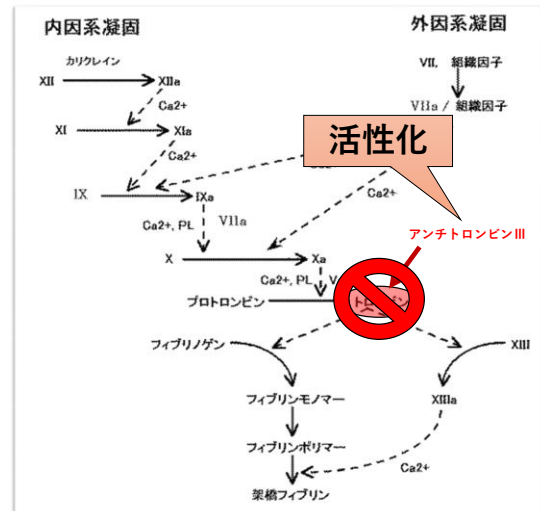 内因系凝固
外因系凝固
カリクレイン
XII
XIIa
VII, 組織因子
Ca2+
VIIa / 組織因子
XI
XIa
活性化
Ca2+
Ca2+
IX
IXa
Ca2+, PL
VIIa
アンチトロンビンⅢ
X
Xa
Ca2+, PL
V
プロトロンビン
フィブリノゲン
XIII
フィブリンモノマー
XIIIa
フィブリンポリマー
Ca2+
架橋フィブリン